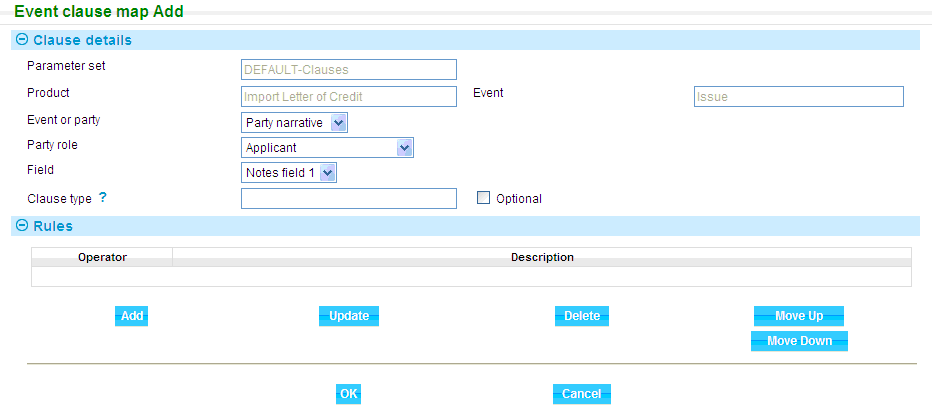 Event clause map Add
Clause details
Parameter set DEFAULT-Clauses
Product Import Letter of Credit Event Issue
Event or party Party narrative
Party role Applicant
Field Notes field 1
Clause type ? Optional
Rules
Operator Description
Add Update Delete Move Up
Move Down
OK Cancel